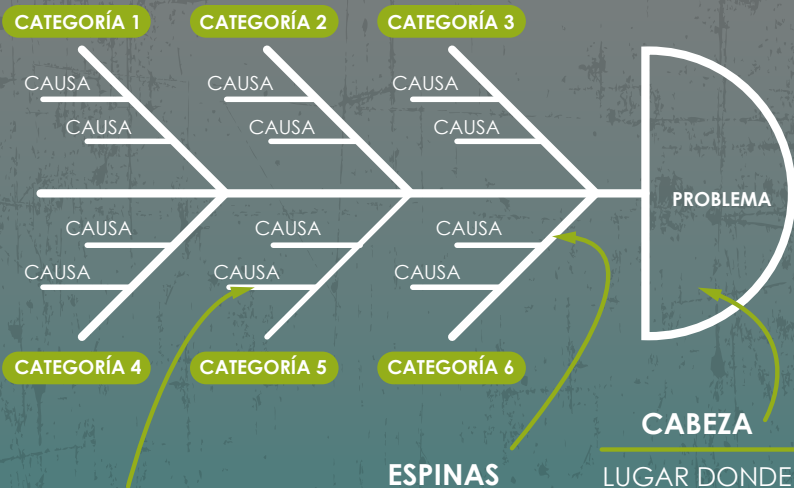 CATEGORÍA 1
CATEGORÍA 2
CATEGORÍA 3
CAUSA
CAUSA
CAUSA
CAUSA
CAUSA
CAUSA
PROBLEMA
CAUSA
CAUSA
CAUSA
CAUSA
CAUSA
CAUSA
CATEGORÍA 4
CATEGORÍA 5
CATEGORÍA 6
CABEZA
ESPINAS
LUGAR DONDE